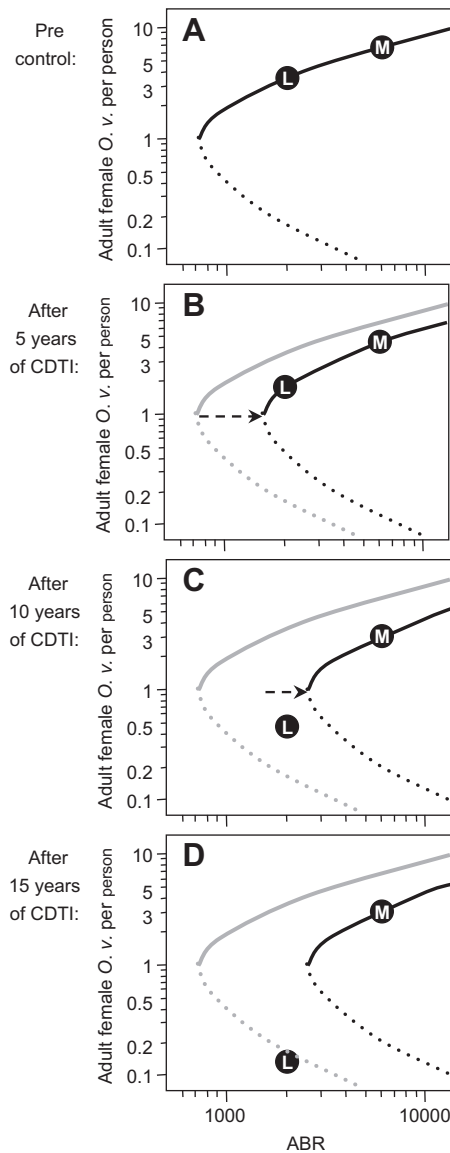 Pre
control:
A
Adult female O. v. per person
10
5
3
1
0.5
0.2
0.1
L
M
After
5 years
of CDTI:
B
Adult female O. v. per person
10
5
3
1
0.5
0.2
0.1
L
M
After
10 years
of CDTI:
C
Adult female O. v. per person
10
5
3
1
0.5
0.2
0.1
L
M
After
15 years
of CDTI:
D
Adult female O. v. per person
10
5
3
1
0.5
0.2
0.1
L
M
1000 10000
ABR